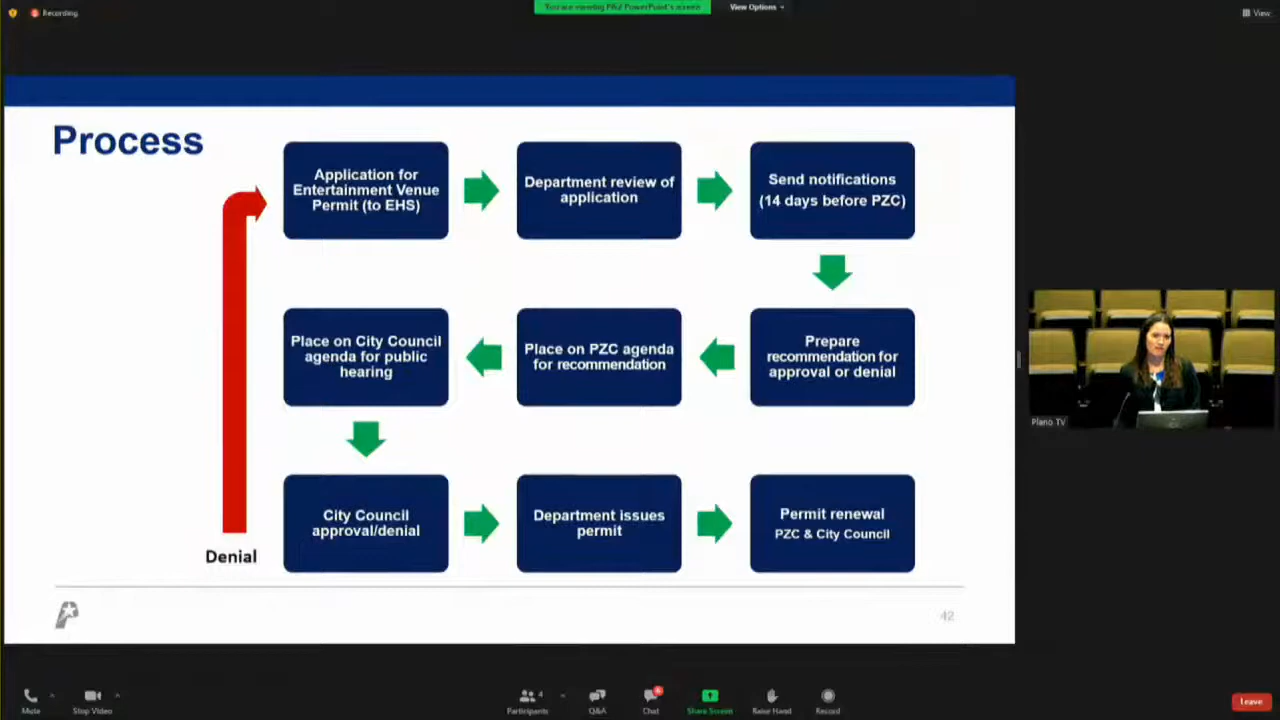 Recording
You are viewing P&Z PowerPoint's screen
View Options
View
Process
Application for
Entertainment Venue
Permit (to EHS)
Department review of
application
Send notifications
(14 days before PZC)
Place on City Council
agenda for public
hearing
Place on PZC agenda
for recommendation
Prepare
recommendation for
approval or denial
City Council
approval/denial
Department issues
permit
Permit renewal
PZC & City Council
Denial
42
Plano TV
Mute
Stop Video
Participants
4
Q&A
Chat
Share Screen
Raise Hand
Record
Leave